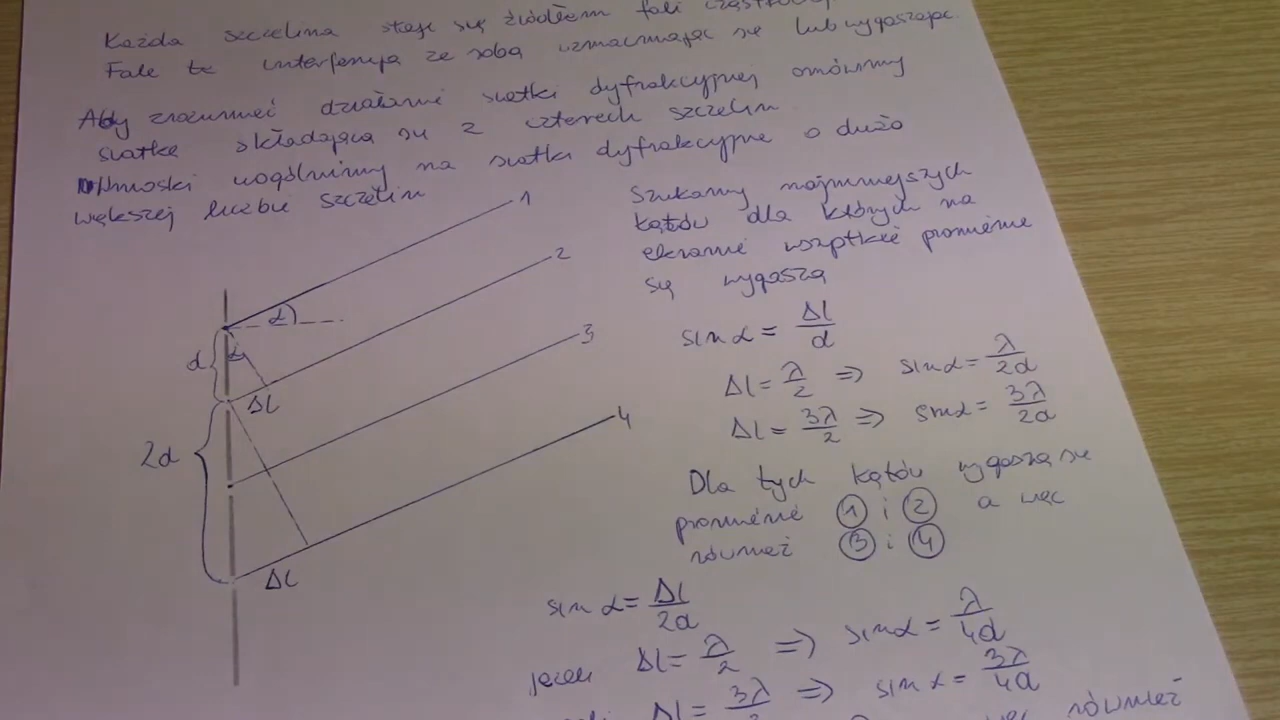 Każda szczelina staje się źródłem fali
Fale te interferują ze sobą wzmacniając się lub wygaszając.
Aby zrozumieć działanie siatki dyfrakcyjnej omówmy
siatkę składającą się z czterech szczelin
Wnioski uogólnimy na siatki dyfrakcyjne o dużo
większej liczbie szczelin
Szukamy najmniejszych
kątów dla których na
ekranie wszystkie promienie
się wygaszą
1
2
3
4
α
α
d
Δl
2d
Δl
sin α = Δl/d
Δl = λ/2 => sin α = λ/2d
Δl = 3λ/2 => sin α = 3λ/2d
Dla tych kątów wygaszą się
promienie ① i ② a więc
również ③ i ④
sin α = Δl/2d
jeżeli Δl = λ/2 => sin α = λ/4d
Δl = 3λ/2 => sin α = 3λ/4d
również